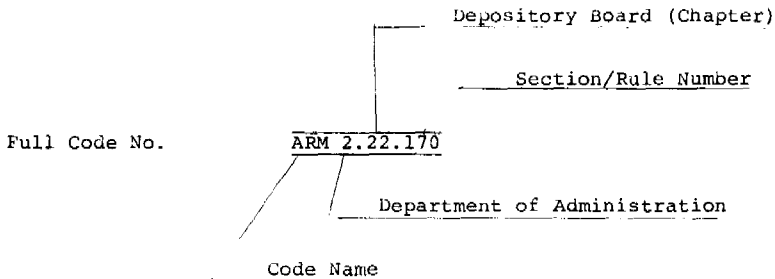 Depository Board (Chapter)
Section/Rule Number
Full Code No. ARM 2.22.170
Department of Administration
Code Name